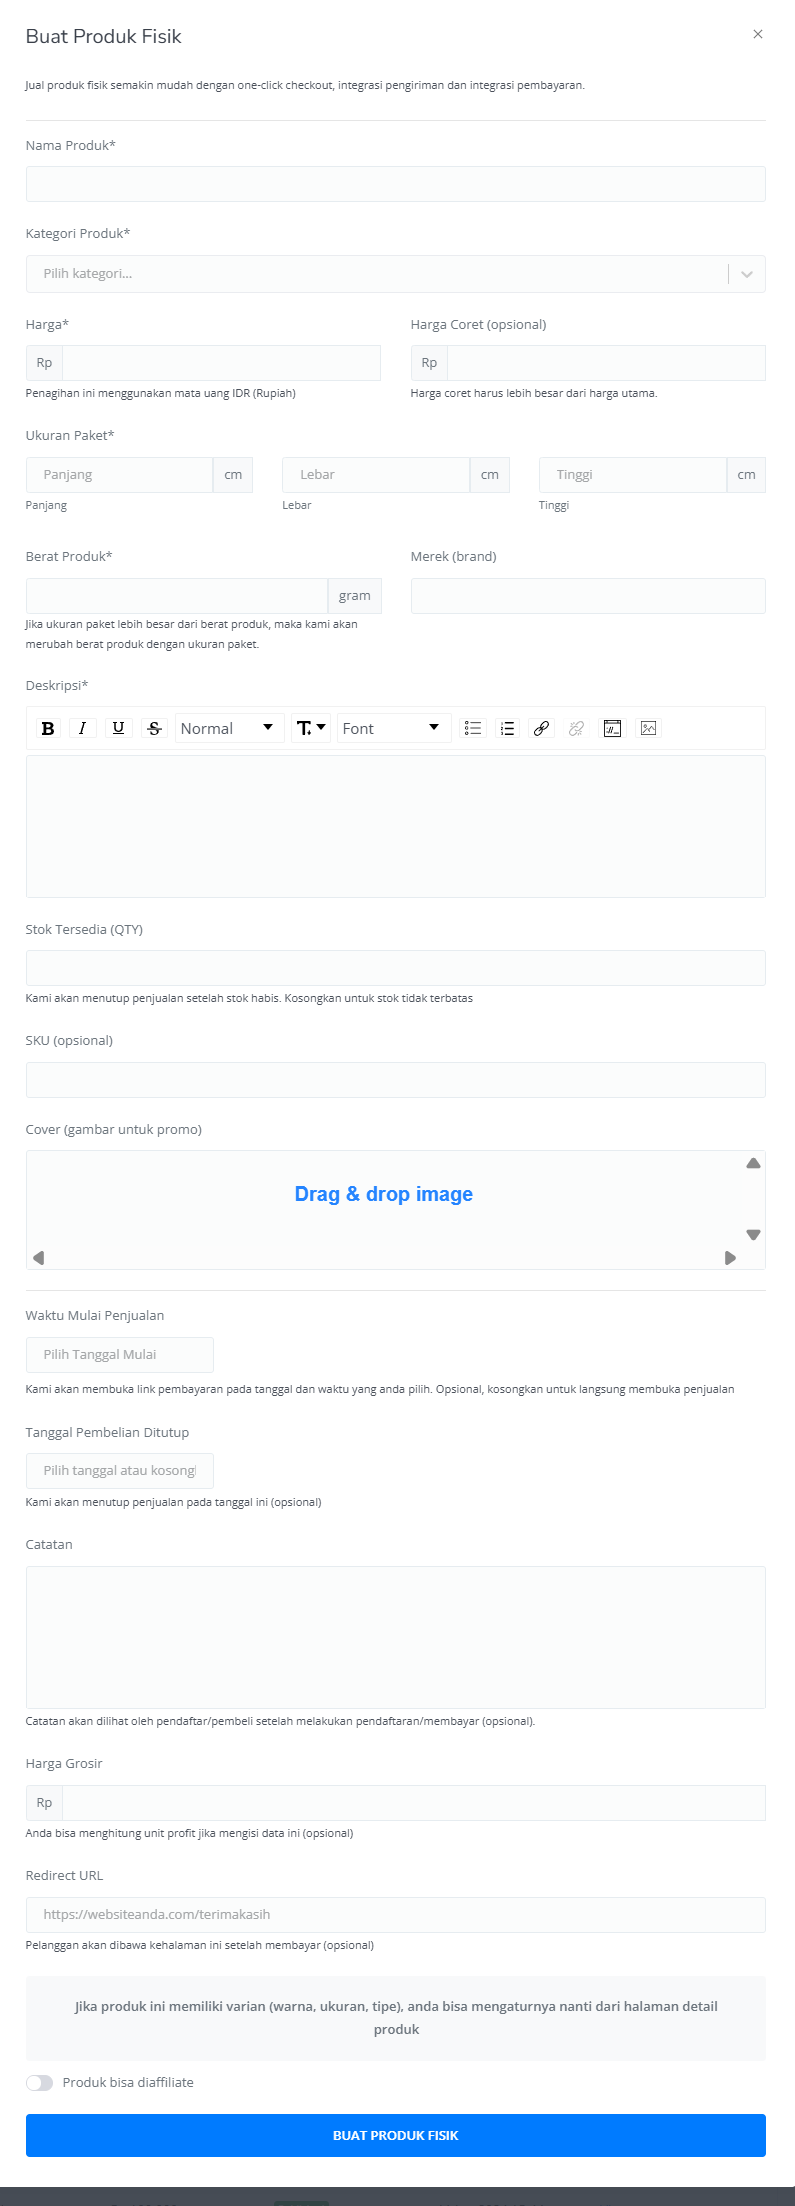 Buat Produk Fisik
Jual produk fisik semakin mudah dengan one-click checkout, integrasi pengiriman dan integrasi pembayaran.
Nama Produk*
Kategori Produk*
Pilih kategori...
Harga* Harga Coret (opsional)
Rp Rp
Penagihan ini menggunakan mata uang IDR (Rupiah) Harga coret harus lebih besar dari harga utama.
Ukuran Paket*
Panjang cm Lebar cm Tinggi cm
Panjang Lebar Tinggi
Berat Produk* Merek (brand)
gram
Jika ukuran paket lebih besar dari berat produk, maka kami akan
merubah berat produk dengan ukuran paket.
Deskripsi*
B I U S Normal T Font
Stok Tersedia (QTY)
Kami akan menutup penjualan setelah stok habis. Kosongkan untuk stok tidak terbatas
SKU (opsional)
Cover (gambar untuk promo)
Drag & drop image
Waktu Mulai Penjualan
Pilih Tanggal Mulai
Kami akan membuka link pembayaran pada tanggal dan waktu yang anda pilih. Opsional, kosongkan untuk langsung membuka penjualan
Tanggal Pembelian Ditutup
Pilih tanggal atau kosong
Kami akan menutup penjualan pada tanggal ini (opsional)
Catatan
Catatan akan dilihat oleh pendaftar/pembeli setelah melakukan pendaftaran/membayar (opsional).
Harga Grosir
Rp
Anda bisa menghitung unit profit jika mengisi data ini (opsional)
Redirect URL
https://websiteanda.com/terimakasih
Pelanggan akan dibawa kehalaman ini setelah membayar (opsional)
Jika produk ini memiliki varian (warna, ukuran, tipe), anda bisa mengaturnya nanti dari halaman detail
produk
Produk bisa diaffiliate
BUAT PRODUK FISIK